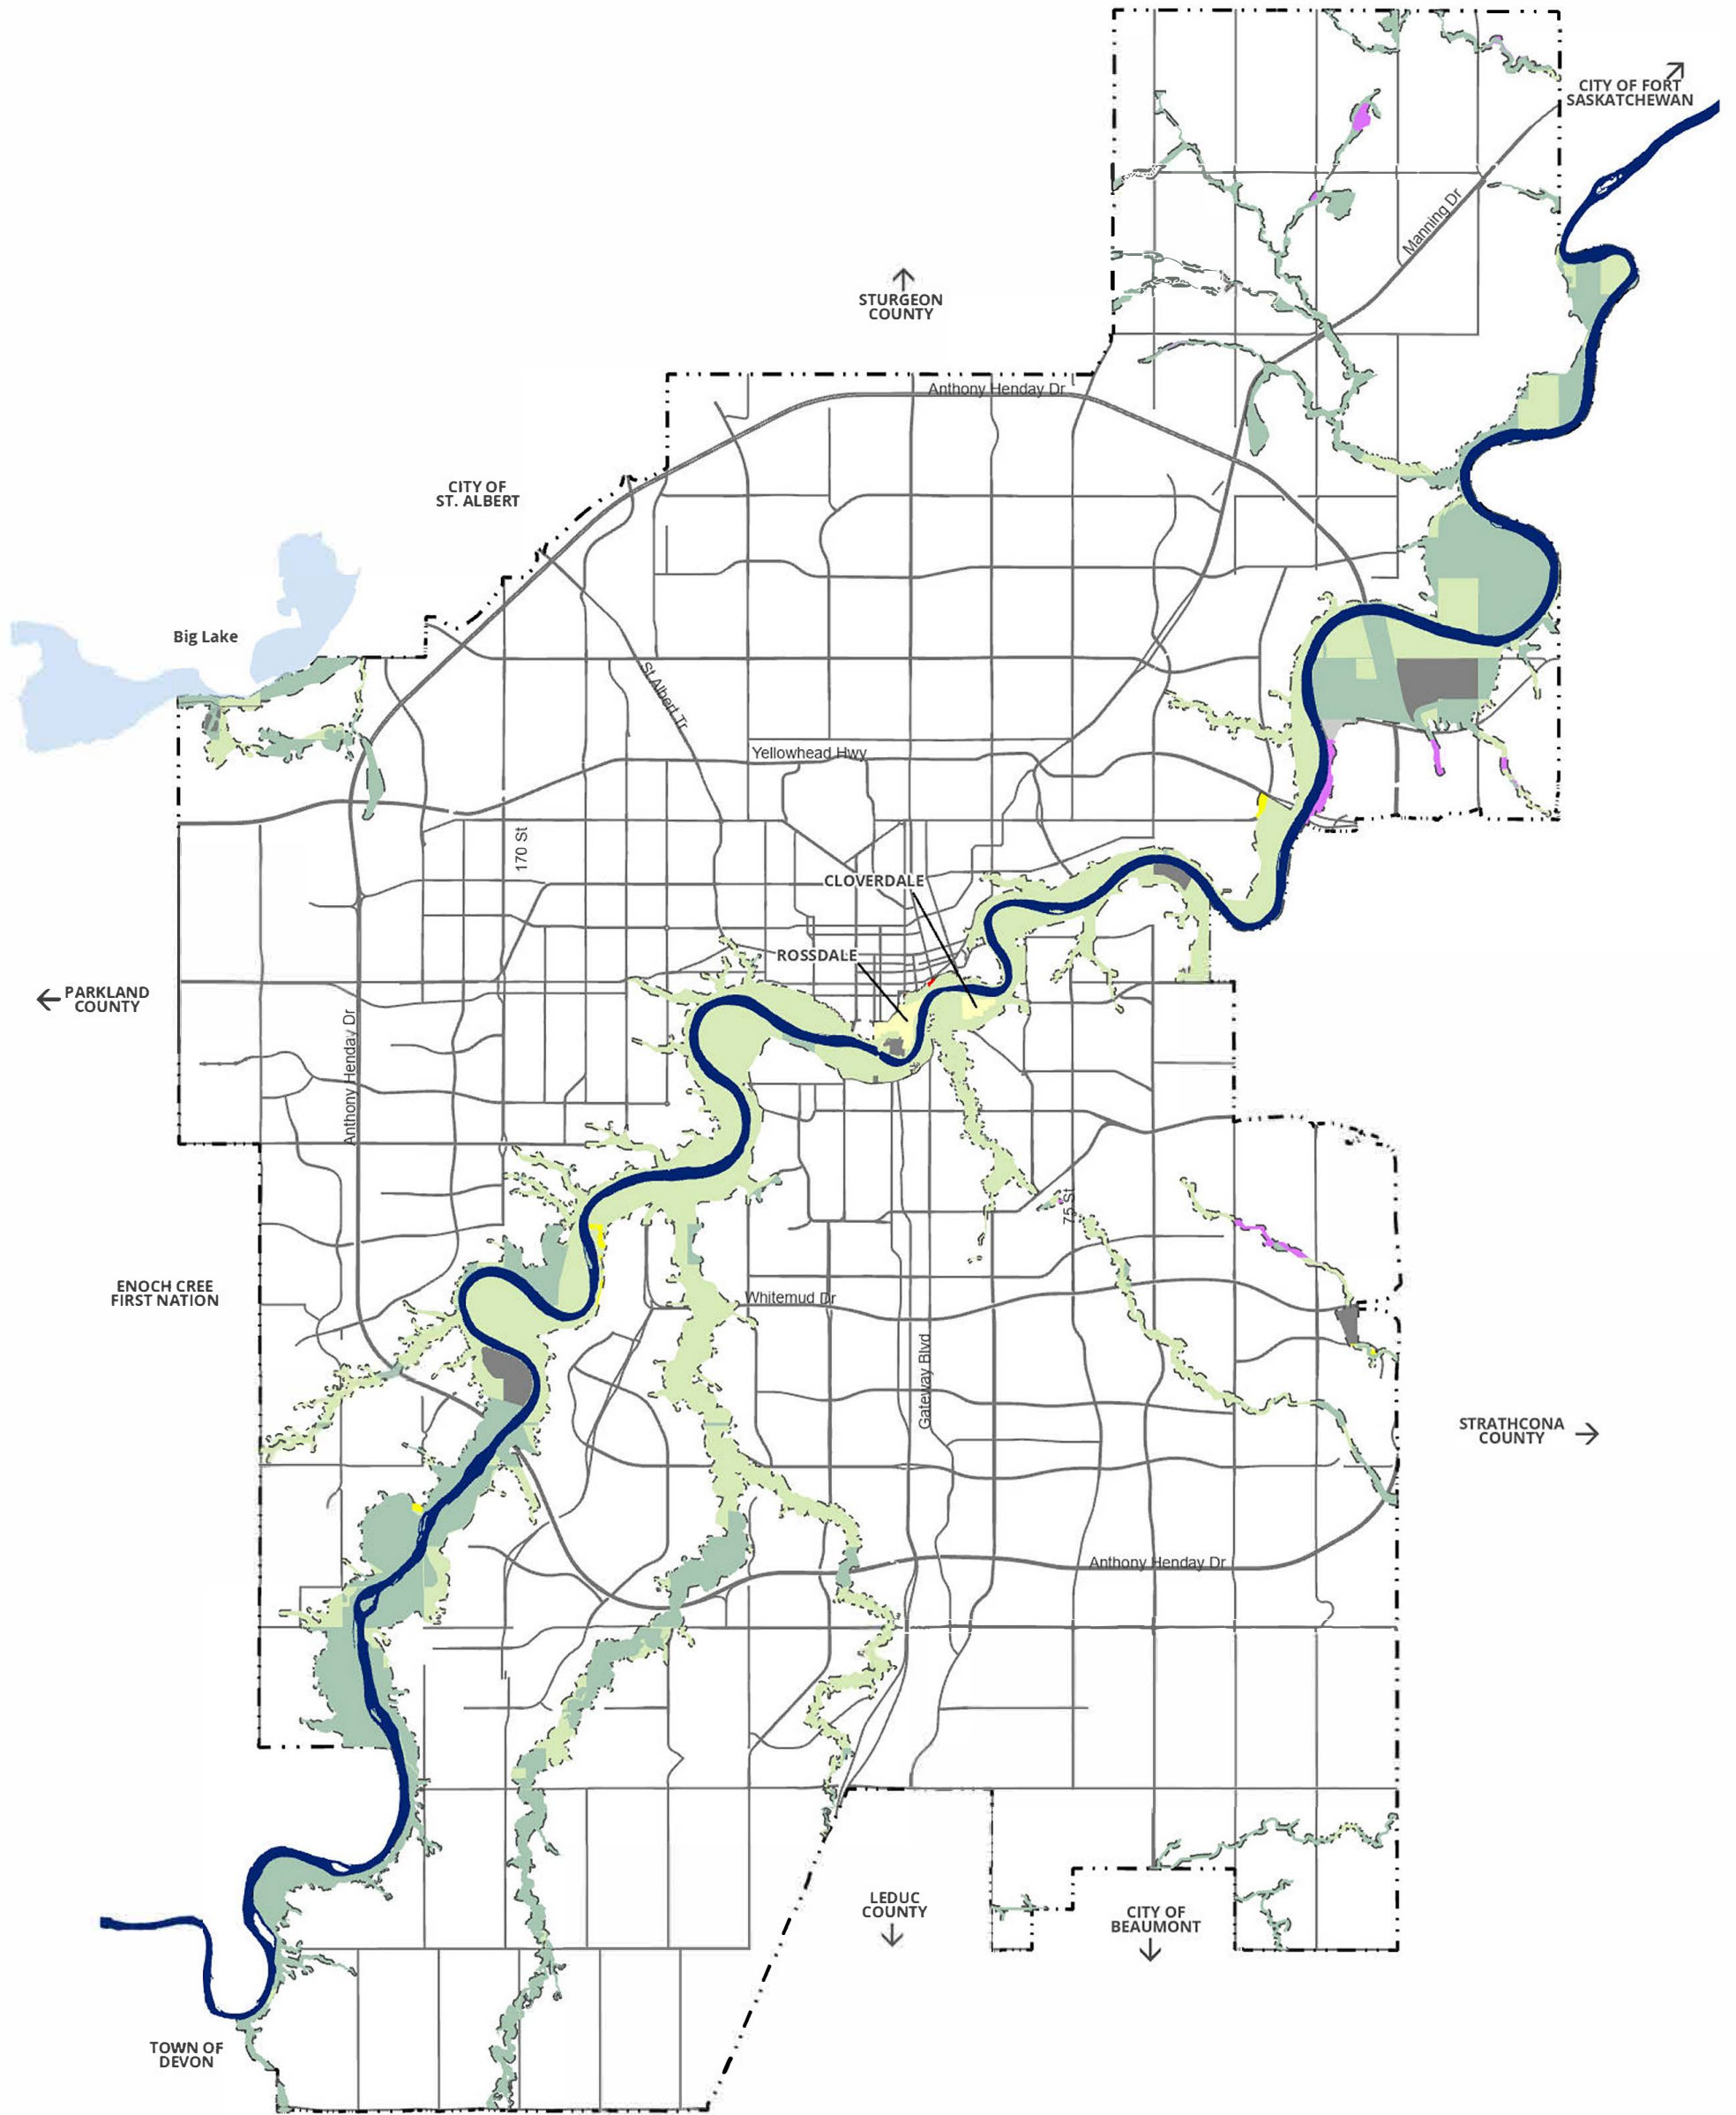 CITY OF FORT
SASKATCHEWAN
Manning Dr
STURGEON
COUNTY
Anthony Henday Dr
CITY OF
ST. ALBERT
Big Lake
St Albert Tr
Yellowhead Hwy
170 St
CLOVERDALE
ROSSDALE
PARKLAND
COUNTY
Anthony Henday Dr
75 St
ENOCH CREE
FIRST NATION
Whitemud Dr
Gateway Blvd
STRATHCONA
COUNTY
Anthony Henday Dr
LEDUC
COUNTY
CITY OF
BEAUMONT
TOWN OF
DEVON